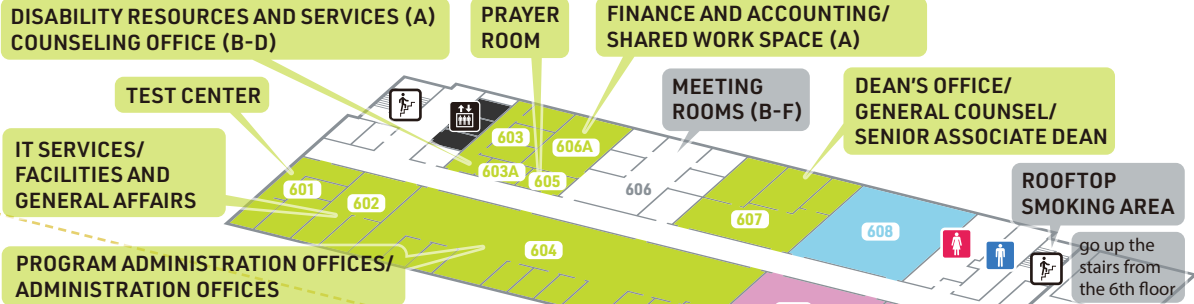 DISABILITY RESOURCES AND SERVICES (A)
COUNSELING OFFICE (B-D)
PRAYER
ROOM
FINANCE AND ACCOUNTING/
SHARED WORK SPACE (A)
TEST CENTER
MEETING
ROOMS (B-F)
DEAN'S OFFICE/
GENERAL COUNSEL/
SENIOR ASSOCIATE DEAN
IT SERVICES/
FACILITIES AND
GENERAL AFFAIRS
ROOFTOP
SMOKING AREA
go up the
stairs from
the 6th floor
PROGRAM ADMINISTRATION OFFICES/
ADMINISTRATION OFFICES
603
606A
603A
605
601
602
606
607
608
604